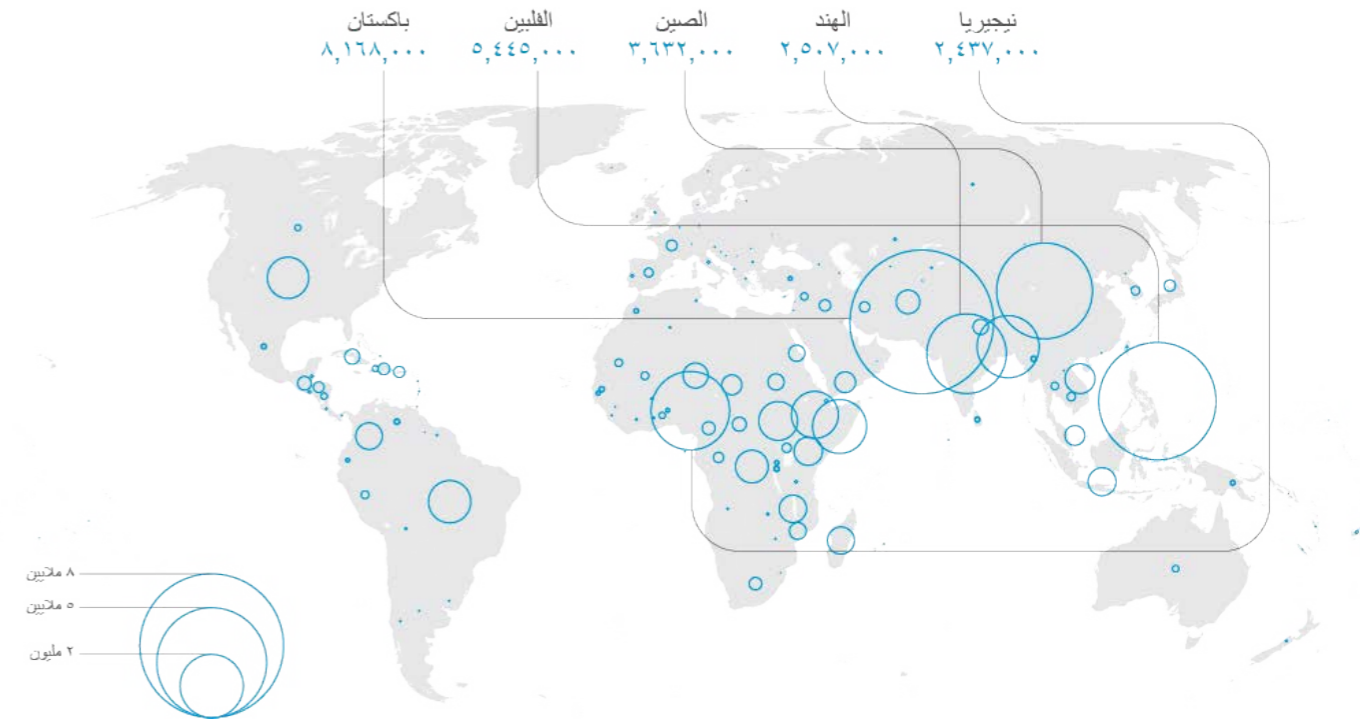 نيجيريا
٢,٤٣٧,٠٠٠
الهند
٢,٥٠٧,٠٠٠
الصين
٣,٦٣٢,٠٠٠
الفلبين
٥,٤٤٥,٠٠٠
باكستان
٨,١٦٨,٠٠٠
٨ ملايين
٥ ملايين
٢ مليون